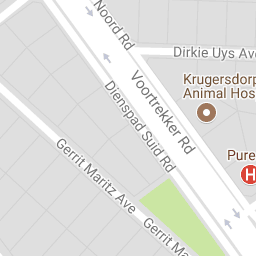 Noord Rd
Dirkie Uys Ave
Voortrekker Rd
Krugersdorp
Animal Hos
Dienspad Suid Rd
Pure
H
Gerrit Maritz Ave
Gerrit Ma